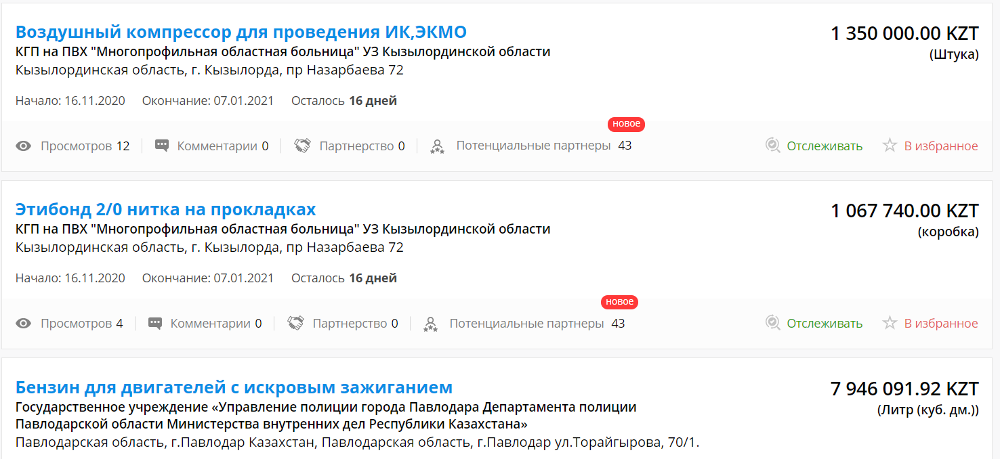 Воздушный компрессор для проведения ИК,ЭКМО
1 350 000.00 KZT
КГП на ПВХ "Многопрофильная областная больница" УЗ Кызылординской области
(Штука)
Кызылординская область, г. Кызылорда, пр Назарбаева 72
Начало: 16.11.2020 Окончание: 07.01.2021 Осталось 16 дней
новое
Просмотров 12 Комментарии 0 Партнерство 0 Потенциальные партнеры 43 Отслеживать В избранное
Этибонд 2/0 нитка на прокладках
1 067 740.00 KZT
КГП на ПВХ "Многопрофильная областная больница" УЗ Кызылординской области
(коробка)
Кызылординская область, г. Кызылорда, пр Назарбаева 72
Начало: 16.11.2020 Окончание: 07.01.2021 Осталось 16 дней
новое
Просмотров 4 Комментарии 0 Партнерство 0 Потенциальные партнеры 43 Отслеживать В избранное
Бензин для двигателей с искровым зажиганием
7 946 091.92 KZT
Государственное учреждение «Управление полиции города Павлодара Департамента полиции
(Литр (куб. дм.))
Павлодарской области Министерства внутренних дел Республики Казахстана»
Павлодарская область, г.Павлодар Казахстан, Павлодарская область, г.Павлодар ул.Торайгырова, 70/1.